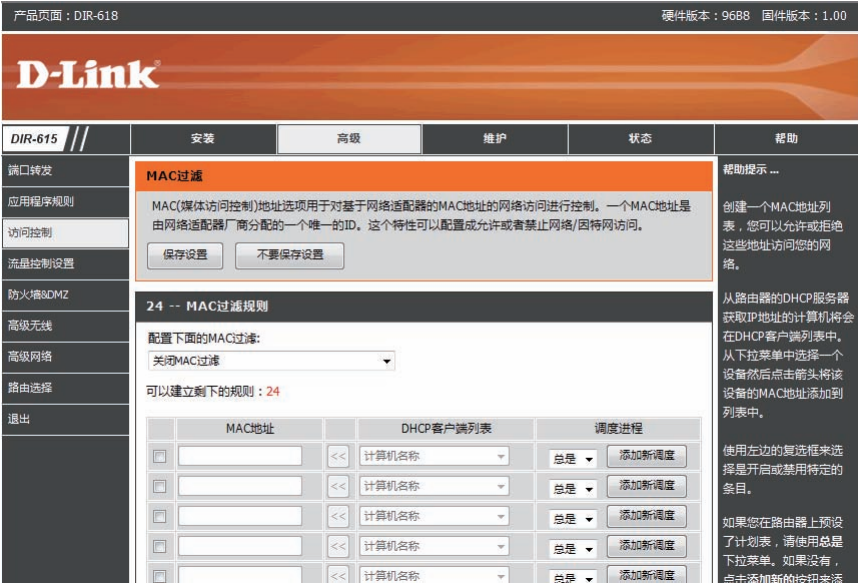 产品页面：DIR-618
硬件版本：96B8 固件版本：1.00
D-Link
DIR-615
安装
高级
维护
状态
帮助
端口转发
应用程序规则
访问控制
流量控制设置
防火墙&DMZ
高级无线
高级网络
路由选择
退出
MAC过滤
MAC(媒体访问控制)地址选项用于对基于网络适配器的MAC地址的网络访问进行控制。一个MAC地址是
由网络适配器厂商分配的一个唯一的ID。这个特性可以配置成允许或者禁止网络/因特网访问。
保存设置
不要保存设置
24 -- MAC过滤规则
配置下面的MAC过滤:
关闭MAC过滤
可以建立剩下的规则：24
MAC地址
DHCP客户端列表
调度进程
<< 计算机名称 总是 添加新调度
<< 计算机名称 总是 添加新调度
<< 计算机名称 总是 添加新调度
<< 计算机名称 总是 添加新调度
<< 计算机名称 总是 添加新调度
帮助提示 ...
创建一个MAC地址列
表，您可以允许或拒绝
这些地址访问您的网
络。
从路由器的DHCP服务器
获取IP地址的计算机将会
在DHCP客户端列表中。
从下拉菜单中选择一个
设备然后点击箭头将该
设备的MAC地址添加到
列表中。
使用左边的复选框来选
择是开启或禁用特定的
条目。
如果您在路由器上预设
了计划表，请使用总是
下拉菜单。如果没有，
点击添加新的按钮来添